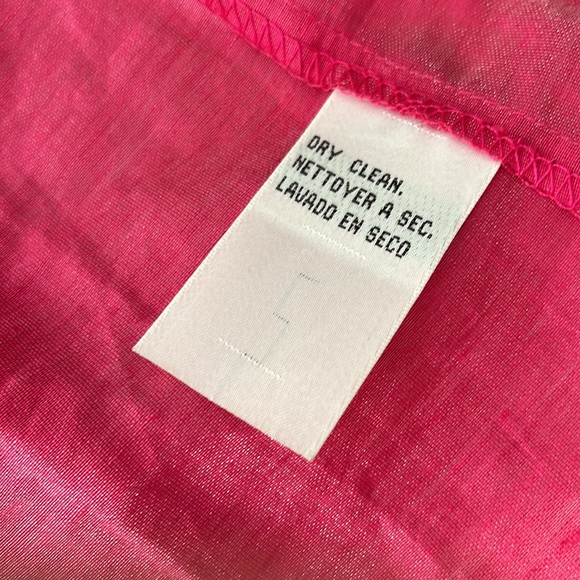 DRY CLEAN.
NETTOYER A SEC.
LAVADO EN SECO